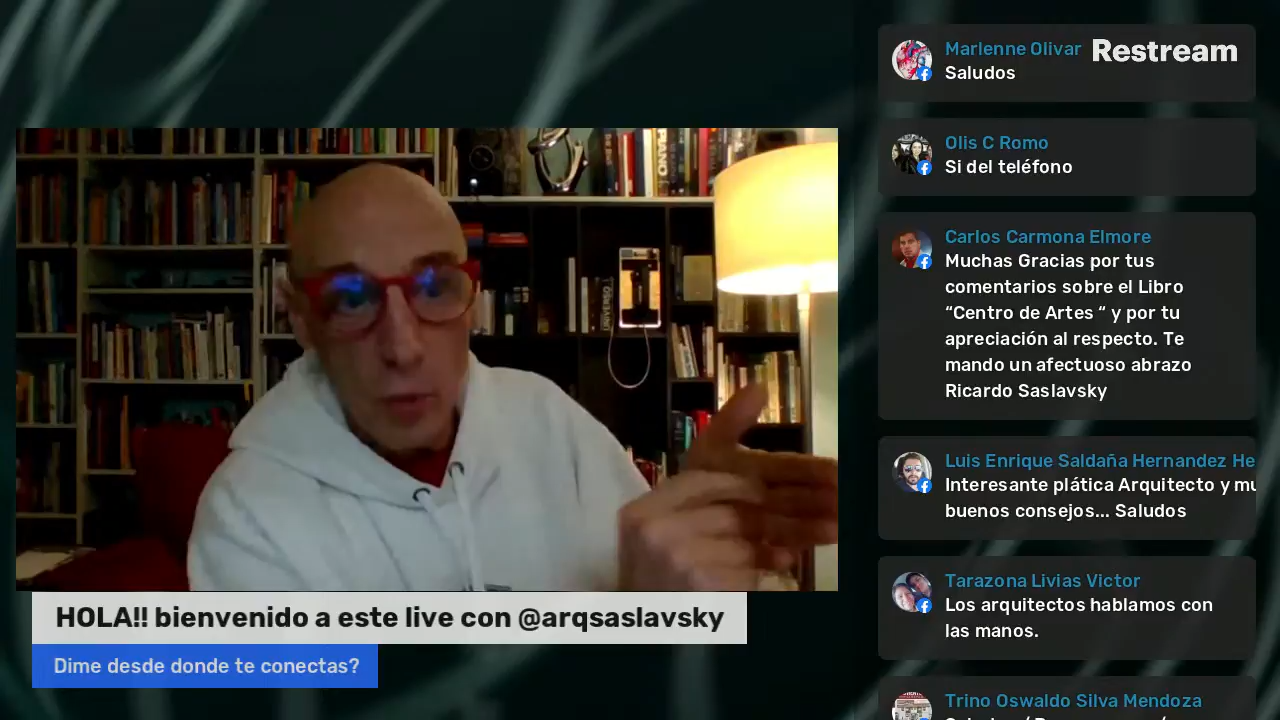 Marlenne Olivar
Restream
Saludos
Olis C Romo
Si del teléfono
Carlos Carmona Elmore
Muchas Gracias por tus
comentarios sobre el Libro
“Centro de Artes “ y por tu
apreciación al respecto. Te
mando un afectuoso abrazo
Ricardo Saslavsky
Luis Enrique Saldaña Hernandez He
Interesante plática Arquitecto y mu
buenos consejos... Saludos
Tarazona Livias Victor
Los arquitectos hablamos con
las manos.
Trino Oswaldo Silva Mendoza
PIANO
UNIVERSO
HOLA!! bienvenido a este live con @arqsaslavsky
Dime desde donde te conectas?